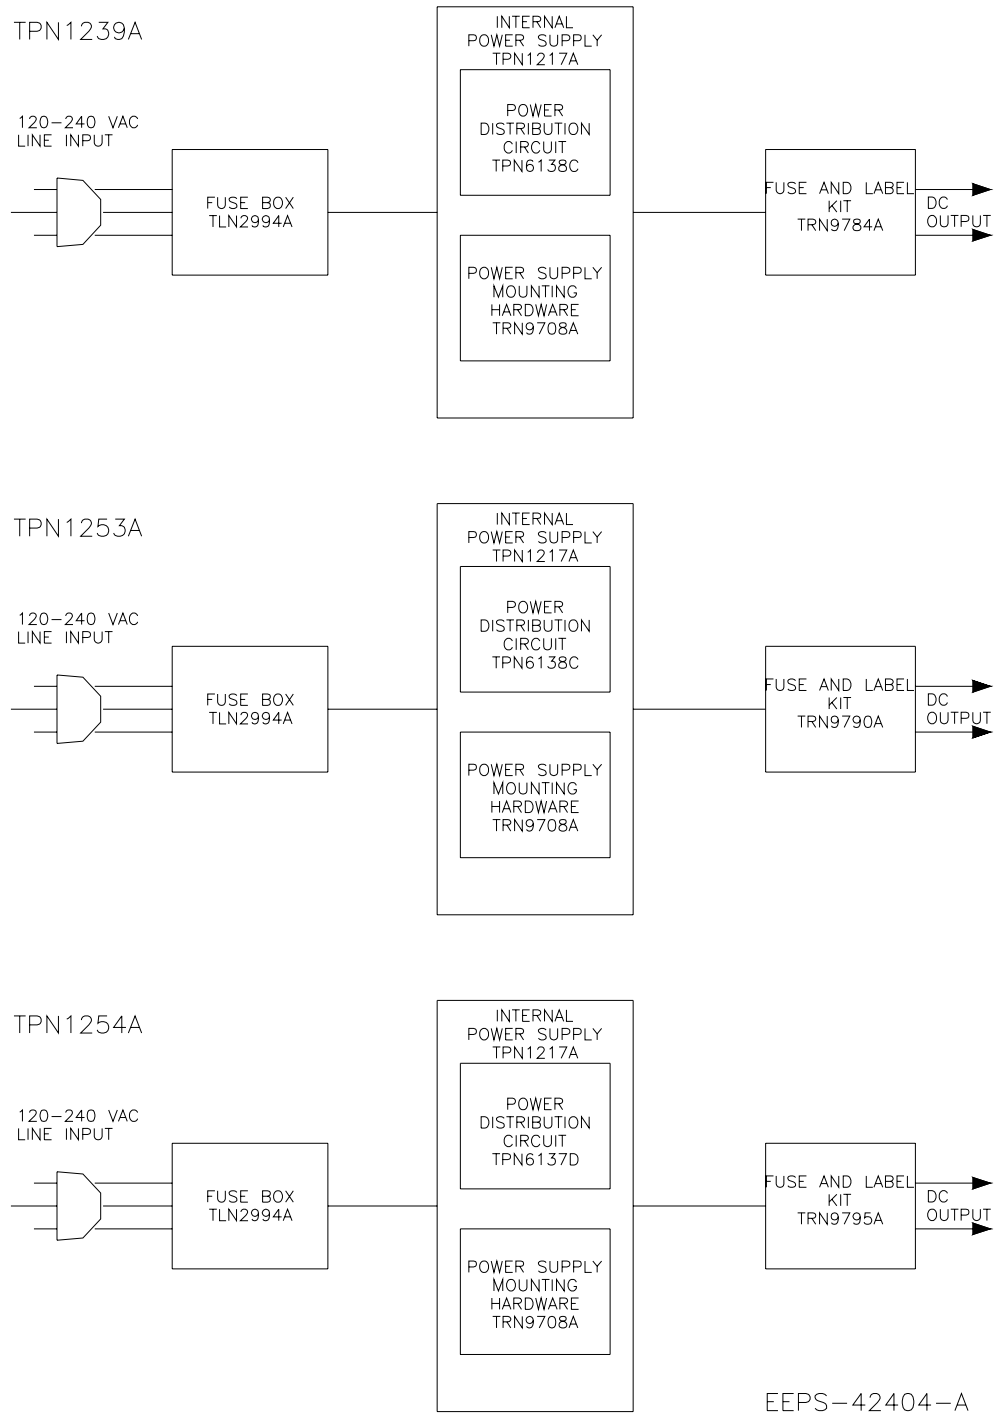 TPN1239A
INTERNAL
POWER SUPPLY
TPN1217A
POWER
DISTRIBUTION
CIRCUIT
TPN6138C
120-240 VAC
LINE INPUT
FUSE BOX
TLN2994A
FUSE AND LABEL
KIT
TRN9784A
DC
OUTPUT
POWER SUPPLY
MOUNTING
HARDWARE
TRN9708A
TPN1253A
INTERNAL
POWER SUPPLY
TPN1217A
POWER
DISTRIBUTION
CIRCUIT
TPN6138C
120-240 VAC
LINE INPUT
FUSE BOX
TLN2994A
FUSE AND LABEL
KIT
TRN9790A
DC
OUTPUT
POWER SUPPLY
MOUNTING
HARDWARE
TRN9708A
TPN1254A
INTERNAL
POWER SUPPLY
TPN1217A
POWER
DISTRIBUTION
CIRCUIT
TPN6137D
120-240 VAC
LINE INPUT
FUSE BOX
TLN2994A
FUSE AND LABEL
KIT
TRN9795A
DC
OUTPUT
POWER SUPPLY
MOUNTING
HARDWARE
TRN9708A
EEPS-42404-A